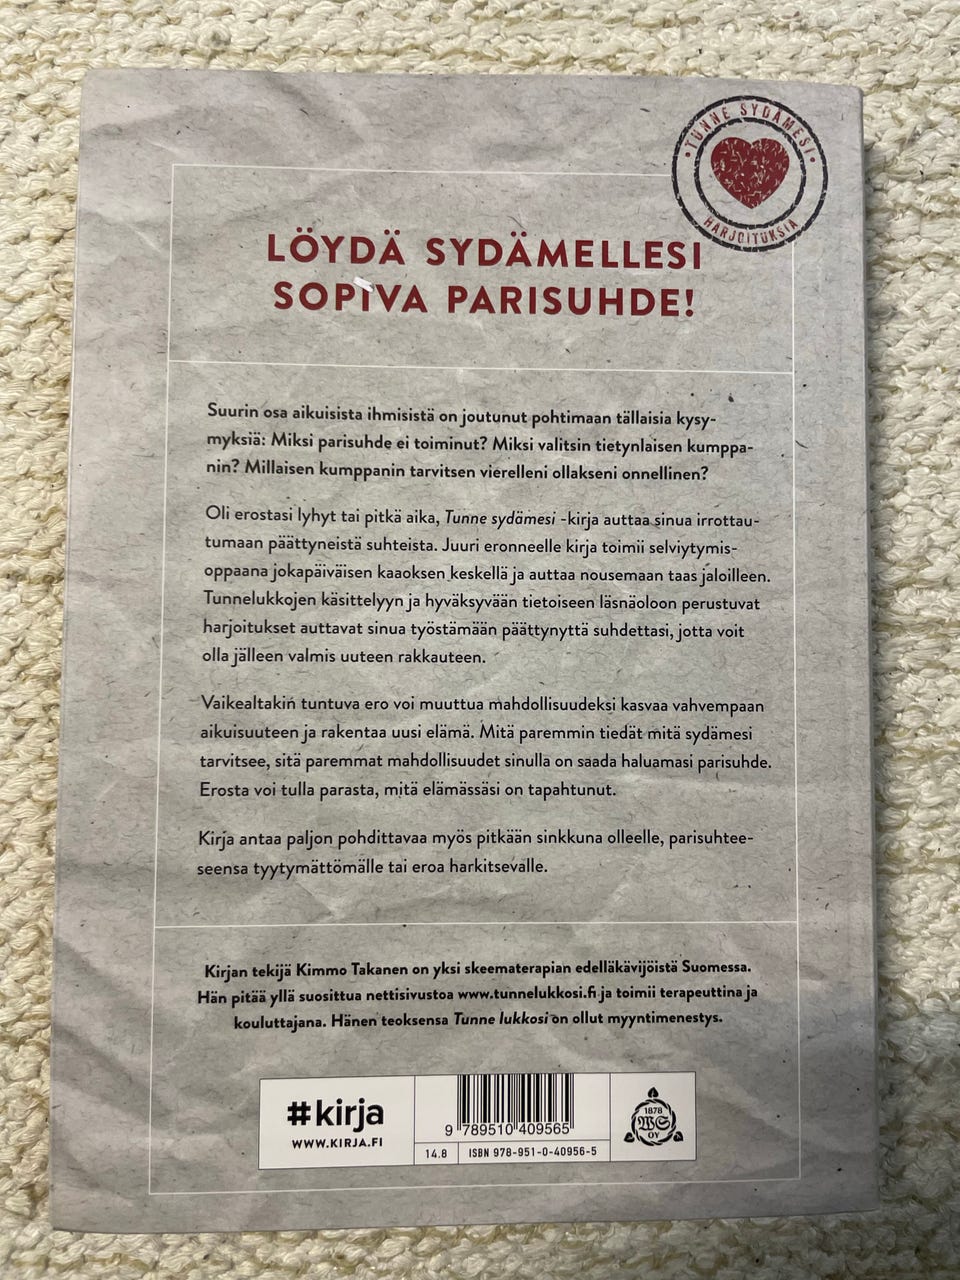 • TUNNE SYDÄMESI •
HARJOITUKSIA
LÖYDÄ SYDÄMELLESI
SOPIVA PARISUHDE!
Suurin osa aikuisista ihmisistä on joutunut pohtimaan tällaisia kysy-
myksiä: Miksi parisuhde ei toiminut? Miksi valitsin tietynlaisen kumppa-
nin? Millaisen kumppanin tarvitsen vierelleni ollakseni onnellinen?
Oli erostasi lyhyt tai pitkä aika, Tunne sydämesi -kirja auttaa sinua irrottau-
tumaan päättyneistä suhteista. Juuri eronneelle kirja toimii selviytymis-
oppaana jokapäiväisen kaaoksen keskellä ja auttaa nousemaan taas jaloilleen.
Tunnelukkojen käsittelyyn ja hyväksyvään tietoiseen läsnäoloon perustuvat
harjoitukset auttavat sinua työstämään päättynyttä suhdettasi, jotta voit
olla jälleen valmis uuteen rakkauteen.
Vaikealtakin tuntuva ero voi muuttua mahdollisuudeksi kasvaa vahvempaan
aikuisuuteen ja rakentaa uusi elämä. Mitä paremmin tiedät mitä sydämesi
tarvitsee, sitä paremmat mahdollisuudet sinulla on saada haluamasi parisuhde.
Erosta voi tulla parasta, mitä elämässäsi on tapahtunut.
Kirja antaa paljon pohdittavaa myös pitkään sinkkuna olleelle, parisuhtee-
seensa tyytymättömälle tai eroa harkitsevalle.
Kirjan tekijä Kimmo Takanen on yksi skeematerapian edelläkävijöistä Suomessa.
Hän pitää yllä suosittua nettisivustoa www.tunnelukkosi.fi ja toimii terapeuttina ja
kouluttajana. Hänen teoksensa Tunne lukkosi on ollut myyntimenestys.
#kirja
WWW.KIRJA.FI
9 789510 409565
14.8
ISBN 978-951-0-40956-5
1878
WS
OY